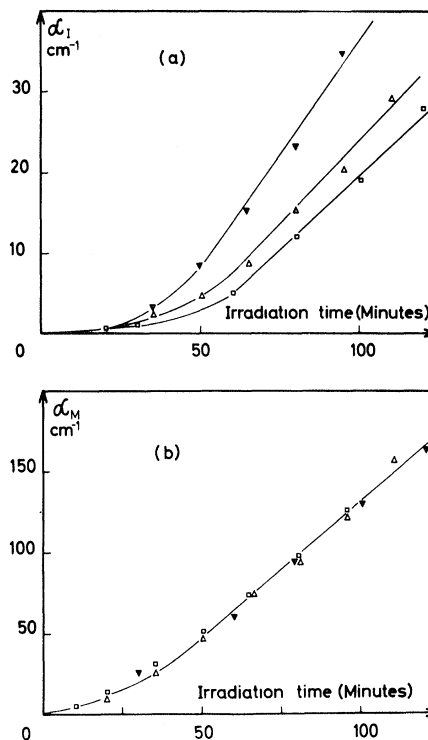 α_I
cm⁻¹
(a)
30
20
10
Irradiation time (Minutes)
0
50
100
α_M
cm⁻¹
(b)
150
100
50
Irradiation time (Minutes)
0
50
100